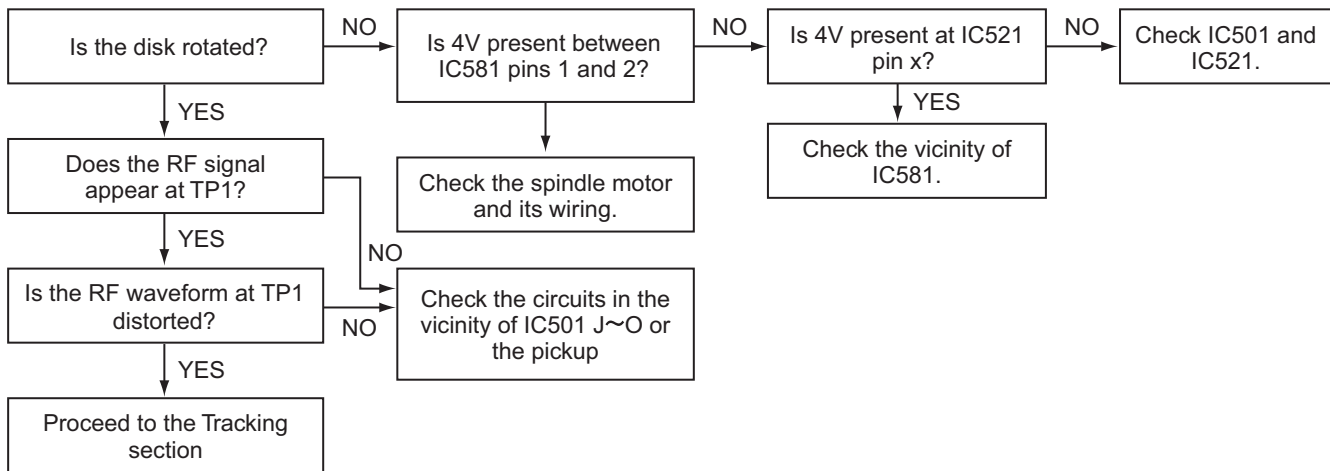 Is the disk rotated?
NO
Is 4V present between
IC581 pins 1 and 2?
NO
Is 4V present at IC521
pin x?
NO
Check IC501 and
IC521.
YES
YES
Does the RF signal
appear at TP1?
Check the spindle motor
and its wiring.
Check the vicinity of
IC581.
YES
NO
Is the RF waveform at TP1
distorted?
NO
Check the circuits in the
vicinity of IC501 J~O or
the pickup
YES
Proceed to the Tracking
section